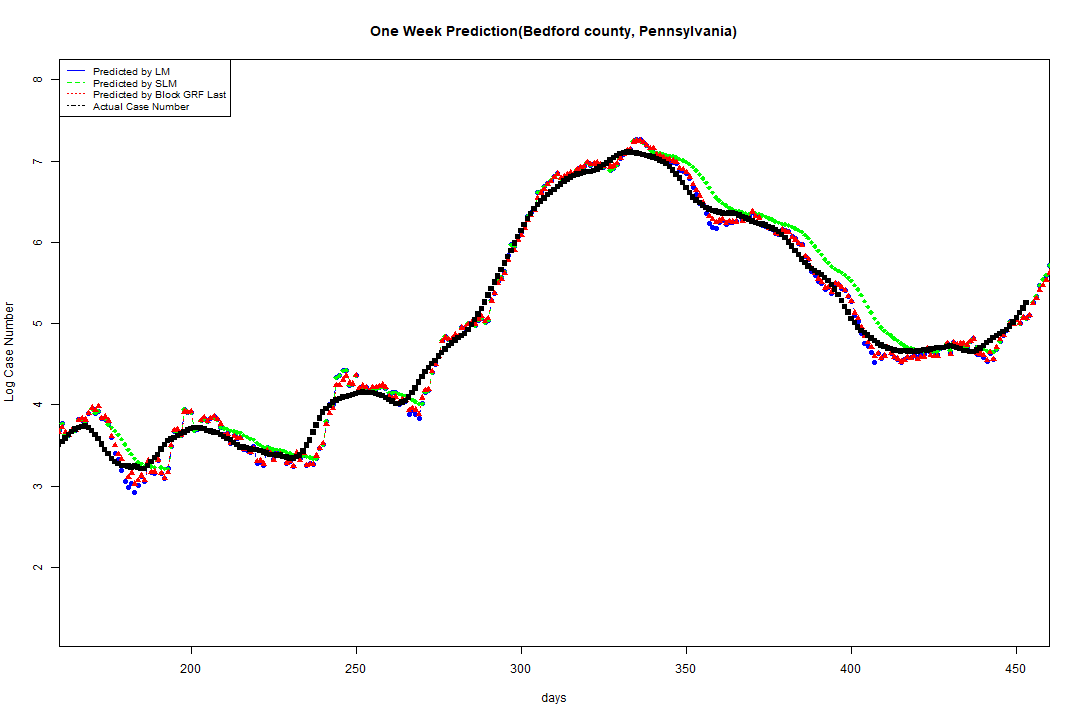 One Week Prediction(Bedford county, Pennsylvania)
Predicted by LM
Predicted by SLM
Predicted by Block GRF Last
Actual Case Number
8
7
6
5
4
3
2
Log Case Number
200 250 300 350 400 450
days